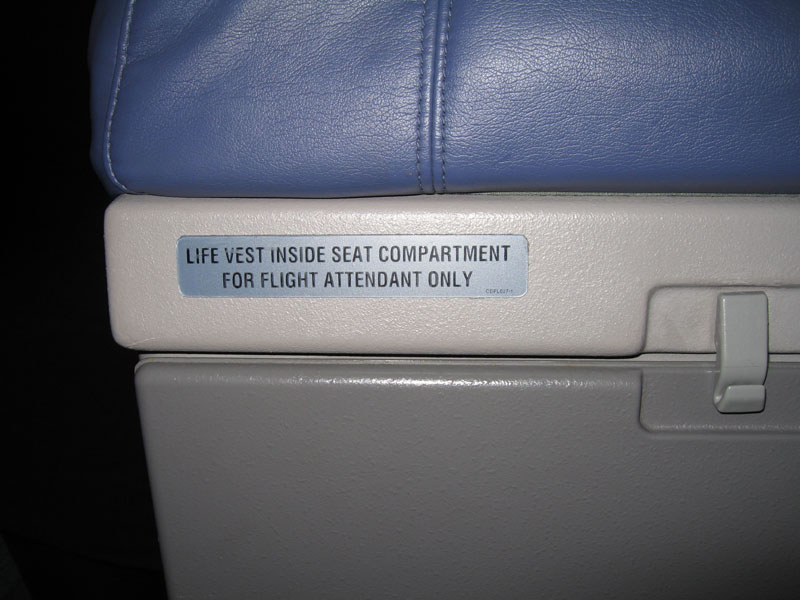 LIFE VEST INSIDE SEAT COMPARTMENT
FOR FLIGHT ATTENDANT ONLY